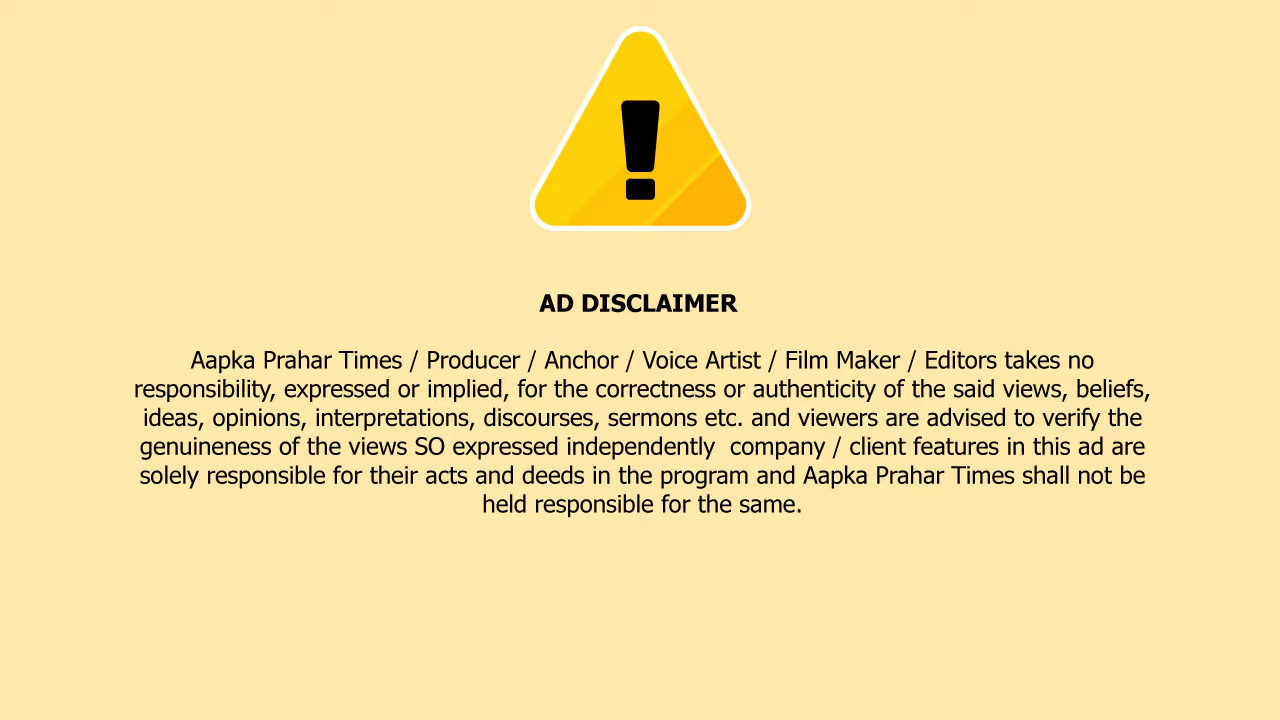 AD DISCLAIMER
Aapka Prahar Times / Producer / Anchor / Voice Artist / Film Maker / Editors takes no
responsibility, expressed or implied, for the correctness or authenticity of the said views, beliefs,
ideas, opinions, interpretations, discourses, sermons etc. and viewers are advised to verify the
genuineness of the views SO expressed independently  company / client features in this ad are
solely responsible for their acts and deeds in the program and Aapka Prahar Times shall not be
held responsible for the same.